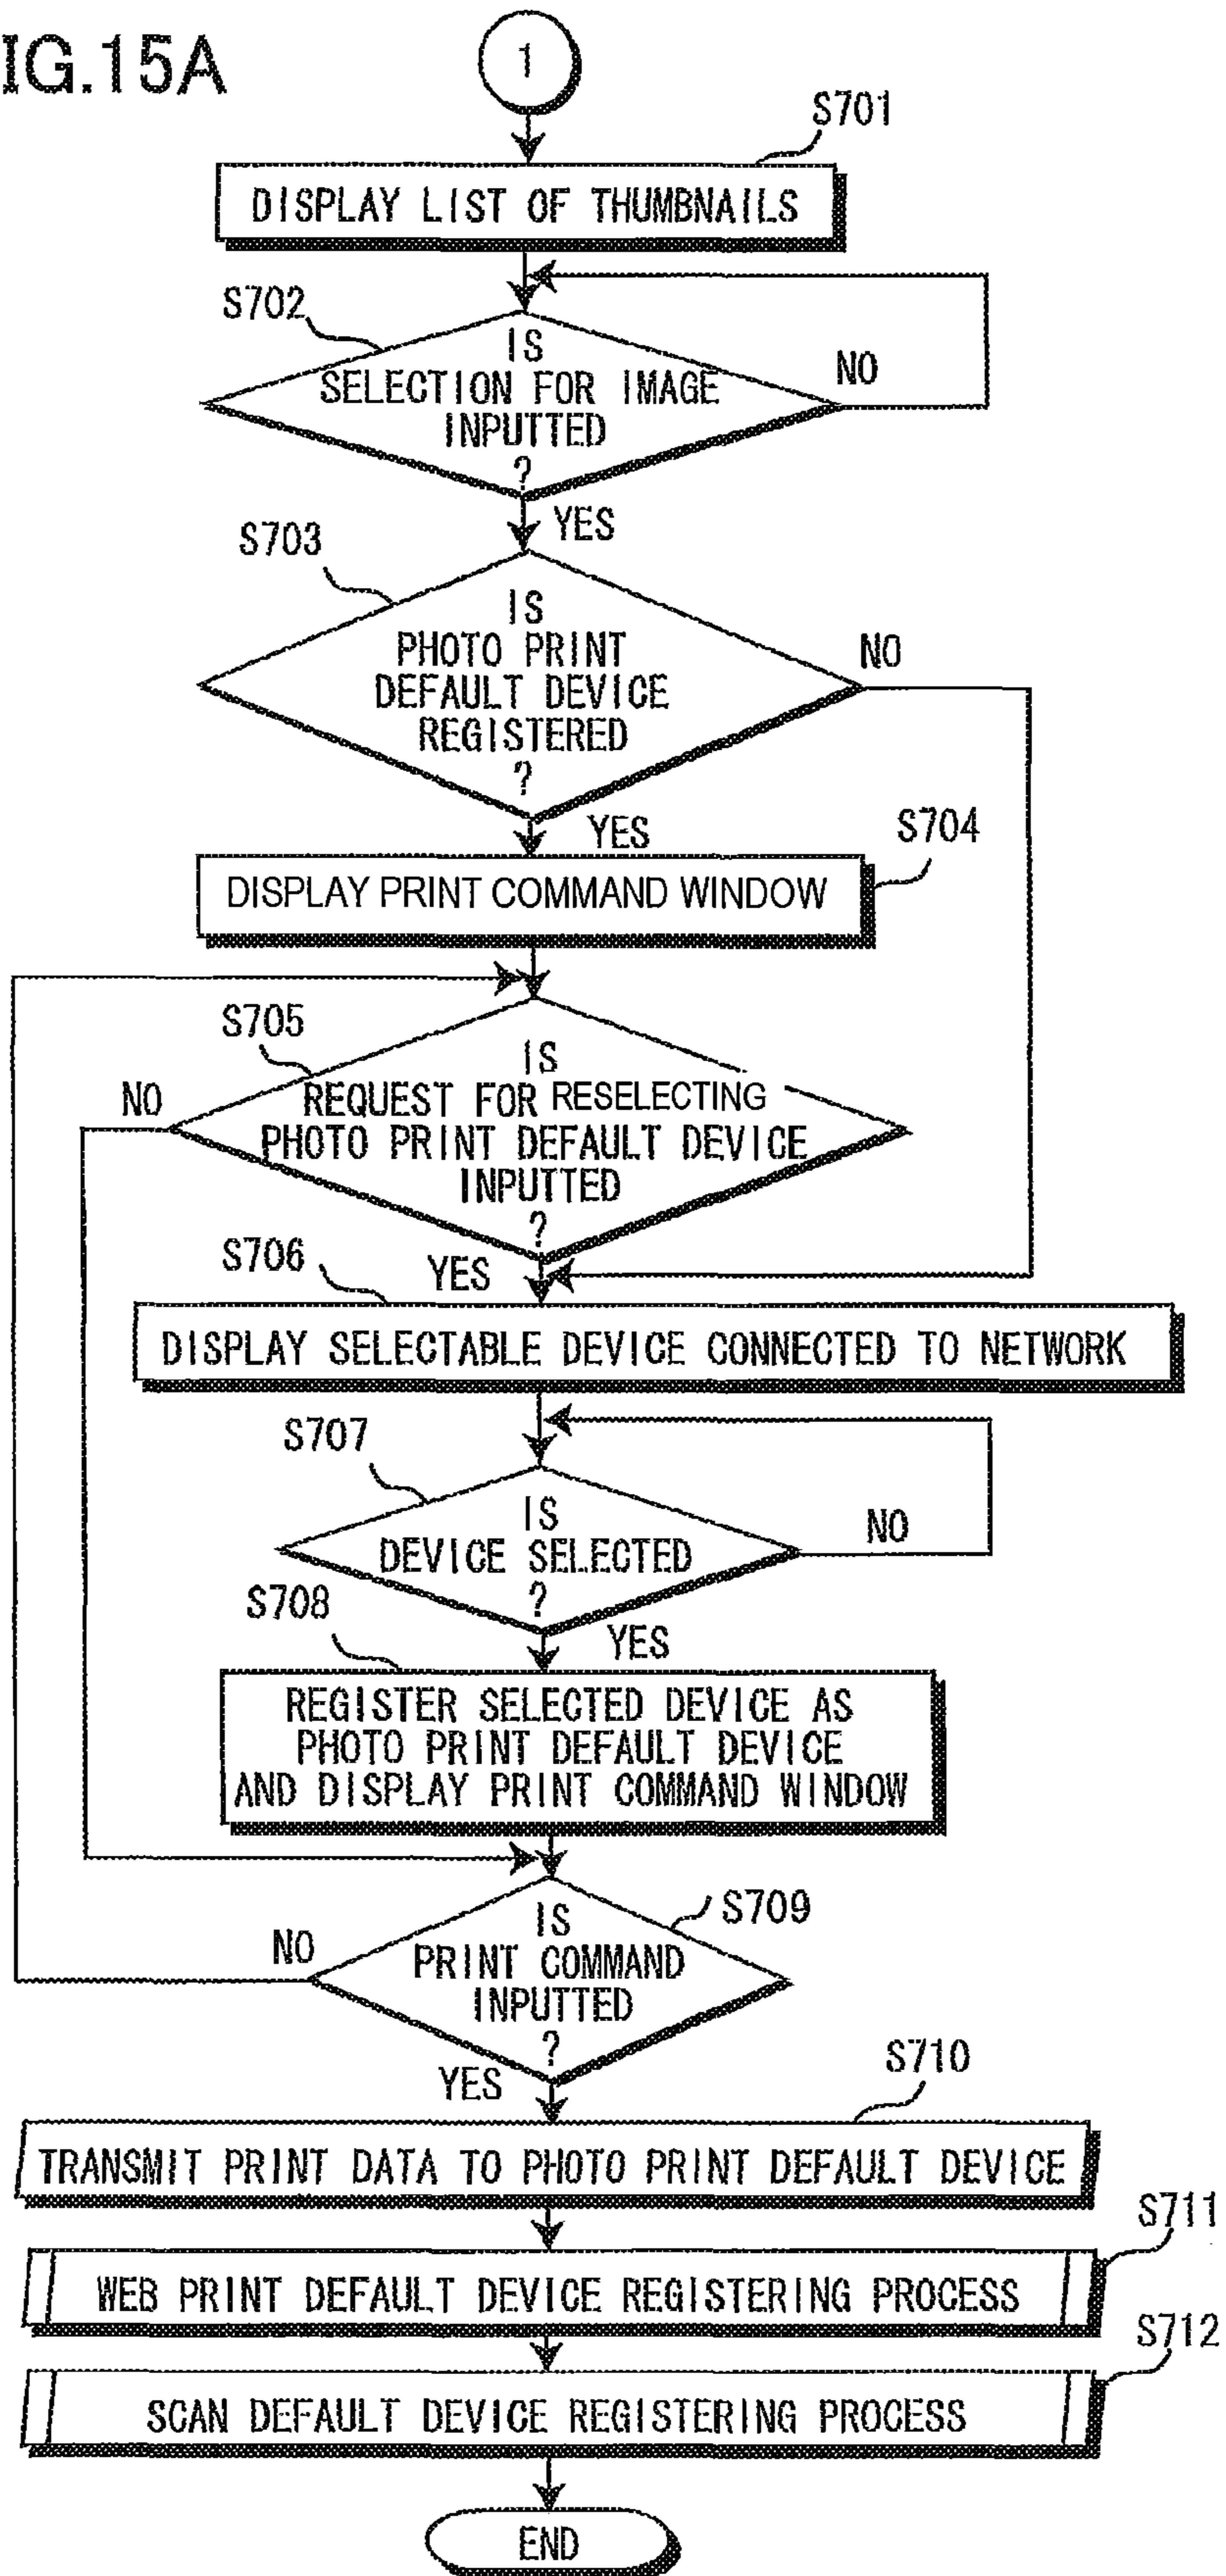 IG.15A
1
S701
DISPLAY LIST OF THUMBNAILS
S702
IS
SELECTION FOR IMAGE
INPUTTED
?
NO
YES
S703
IS
PHOTO PRINT
DEFAULT DEVICE
REGISTERED
?
NO
YES
S704
DISPLAY PRINT COMMAND WINDOW
S705
IS
REQUEST FOR RESELECTING
PHOTO PRINT DEFAULT DEVICE
INPUTTED
?
NO
YES
S706
DISPLAY SELECTABLE DEVICE CONNECTED TO NETWORK
S707
IS
DEVICE SELECTED
?
NO
YES
S708
REGISTER SELECTED DEVICE AS
PHOTO PRINT DEFAULT DEVICE
AND DISPLAY PRINT COMMAND WINDOW
S709
IS
PRINT COMMAND
INPUTTED
?
NO
YES
S710
TRANSMIT PRINT DATA TO PHOTO PRINT DEFAULT DEVICE
S711
WEB PRINT DEFAULT DEVICE REGISTERING PROCESS
S712
SCAN DEFAULT DEVICE REGISTERING PROCESS
END